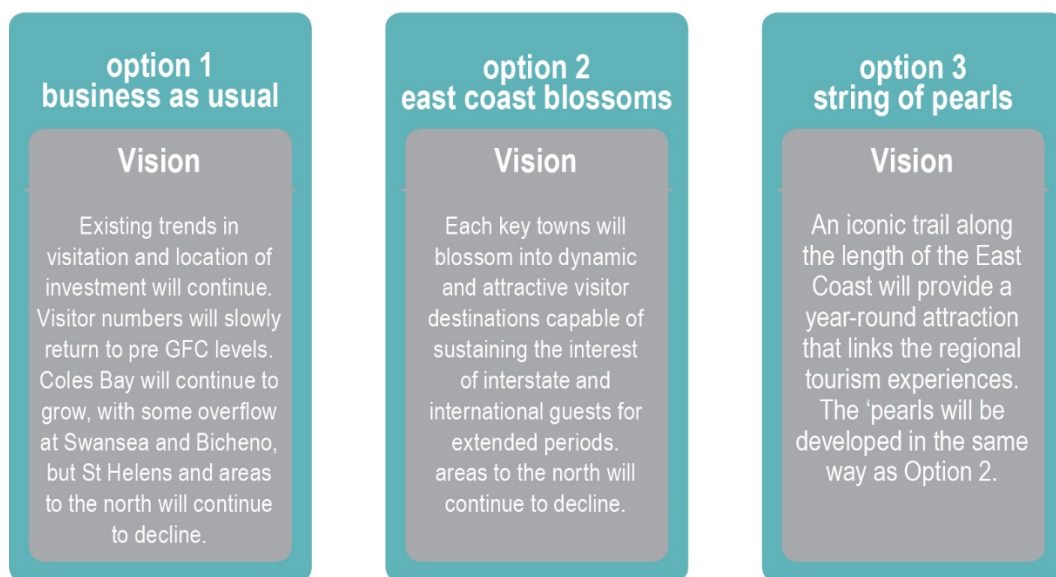 option 1
business as usual
Vision
Existing trends in
visitation and location of
investment will continue.
Visitor numbers will slowly
return to pre GFC levels.
Coles Bay will continue to
grow, with some overflow
at Swansea and Bicheno,
but St Helens and areas
to the north will continue
to decline.
option 2
east coast blossoms
Vision
Each key towns will
blossom into dynamic
and attractive visitor
destinations capable of
sustaining the interest
of interstate and
international guests for
extended periods.
areas to the north will
continue to decline.
option 3
string of pearls
Vision
An iconic trail along
the length of the East
Coast will provide a
year-round attraction
that links the regional
tourism experiences.
The ‘pearls will be
developed in the same
way as Option 2.